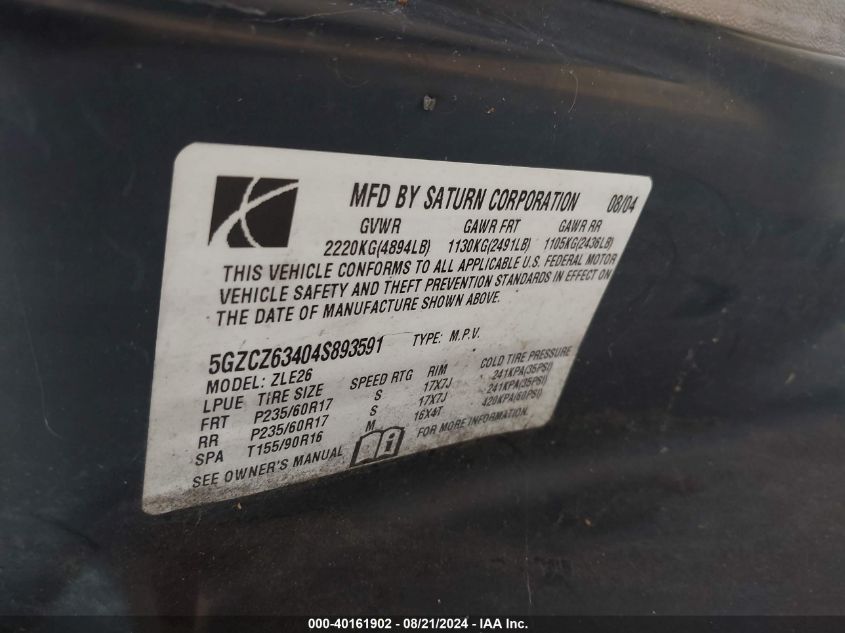 MFD BY SATURN CORPORATION 08/04
GVWR GAWR FRT GAWR RR
2220KG(4894LB) 1130KG(2491LB) 1105KG(2436LB)
THIS VEHICLE CONFORMS TO ALL APPLICABLE U.S. FEDERAL MOTOR
VEHICLE SAFETY AND THEFT PREVENTION STANDARDS IN EFFECT ON
THE DATE OF MANUFACTURE SHOWN ABOVE.
5GZCZ63404S893591 TYPE: M.P.V.
MODEL: ZLE26
LPUE TIRE SIZE SPEED RTG RIM COLD TIRE PRESSURE
FRT P235/60R17 S 17X7J 241KPA(35PSI)
RR P235/60R17 S 17X7J 241KPA(35PSI)
SPA T155/90R16 M 16X4T 420KPA(60PSI)
SEE OWNER'S MANUAL FOR MORE INFORMATION.
000-40161902 - 08/21/2024 - IAA Inc.